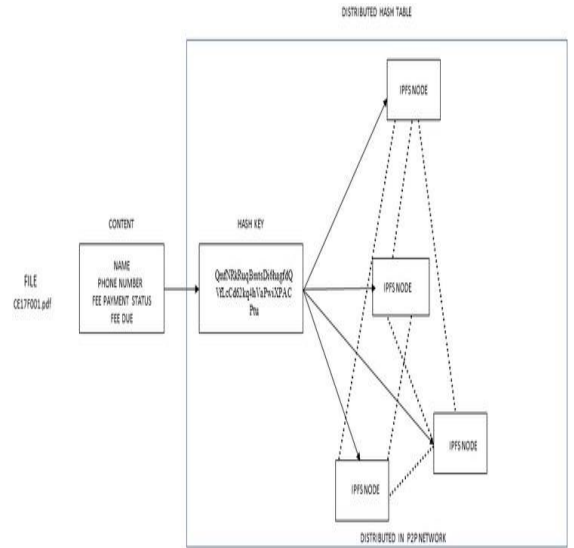 DISTRIBUTED HASH TABLE
IPFS NODE
CONTENT
HASH KEY
FILE
CE17F001.pdf
NAME
PHONE NUMBER
FEE PAYMENT STATUS
FEE DUE
IPFS NODE
IPFS NODE
IPFS NODE
DISTRIBUTED IN P2P NETWORK